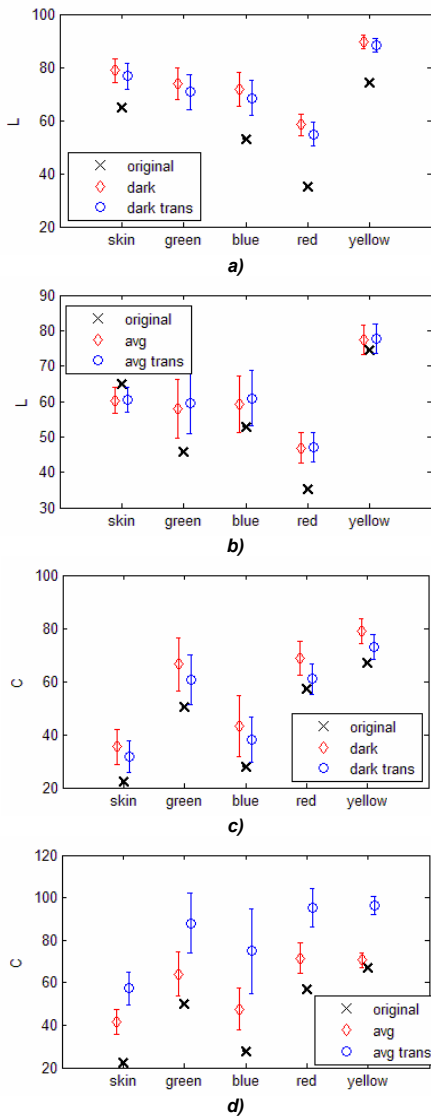 100
80
60
40
20
L
original
dark
dark trans
skin green blue red yellow
a)
90
80
70
60
50
40
30
L
original
avg
avg trans
skin green blue red yellow
b)
100
80
60
40
20
C
original
dark
dark trans
skin green blue red yellow
c)
120
100
80
60
40
20
C
original
avg
avg trans
skin green blue red yellow
d)